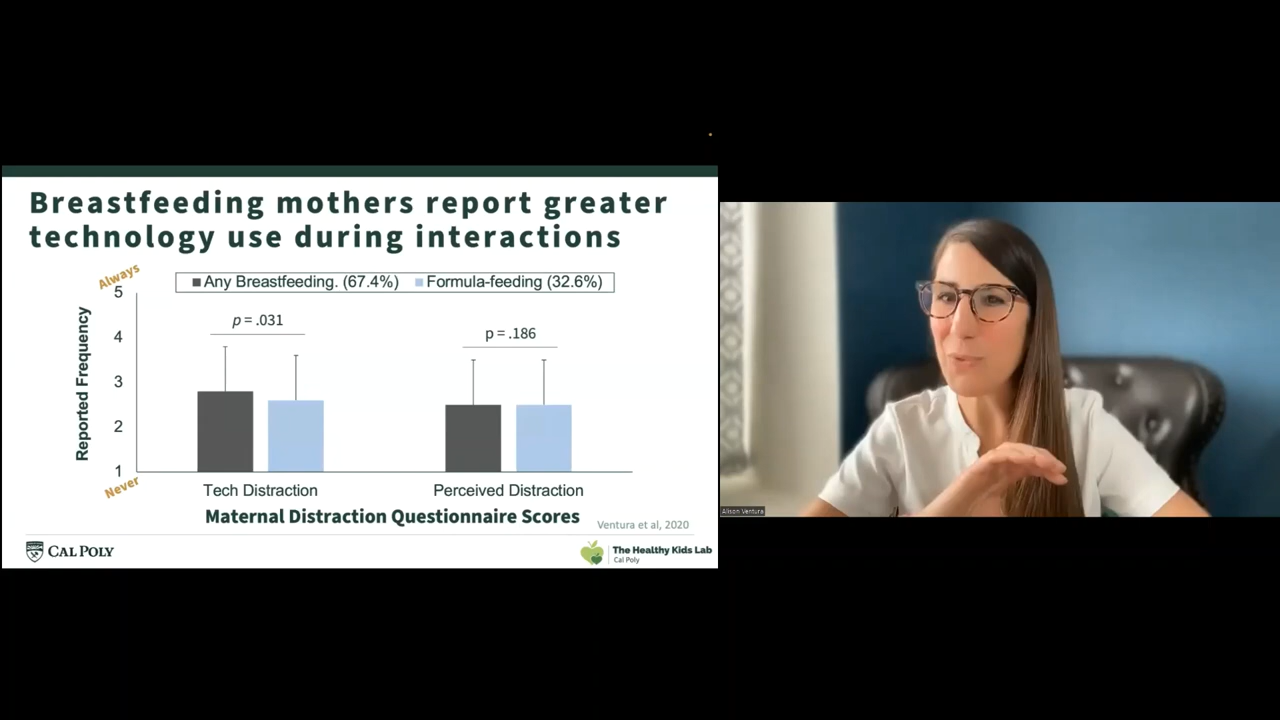 Breastfeeding mothers report greater
technology use during interactions
Always
Any Breastfeeding. (67.4%) Formula-feeding (32.6%)
5
4
3
2
1
Reported Frequency
p = .031
p = .186
Never
Tech Distraction
Perceived Distraction
Maternal Distraction Questionnaire Scores
Ventura et al, 2020
CAL POLY
The Healthy Kids Lab
Cal Poly
Alison Ventura